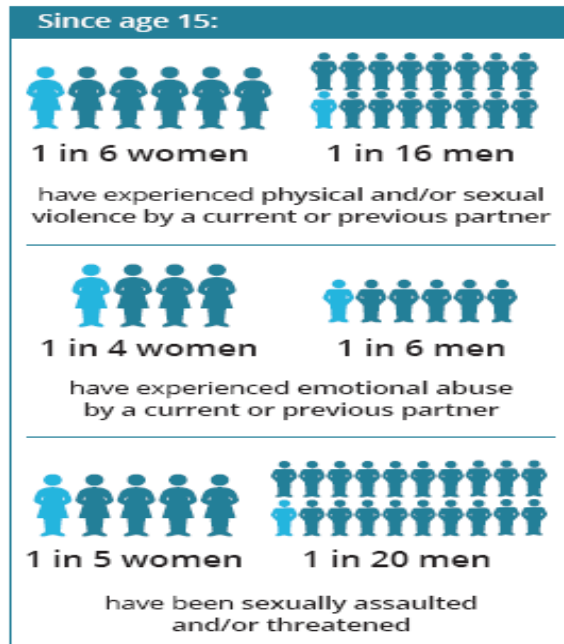 Since age 15:
1 in 6 women
1 in 16 men
have experienced physical and/or sexual
violence by a current or previous partner
1 in 4 women
1 in 6 men
have experienced emotional abuse
by a current or previous partner
1 in 5 women
1 in 20 men
have been sexually assaulted
and/or threatened